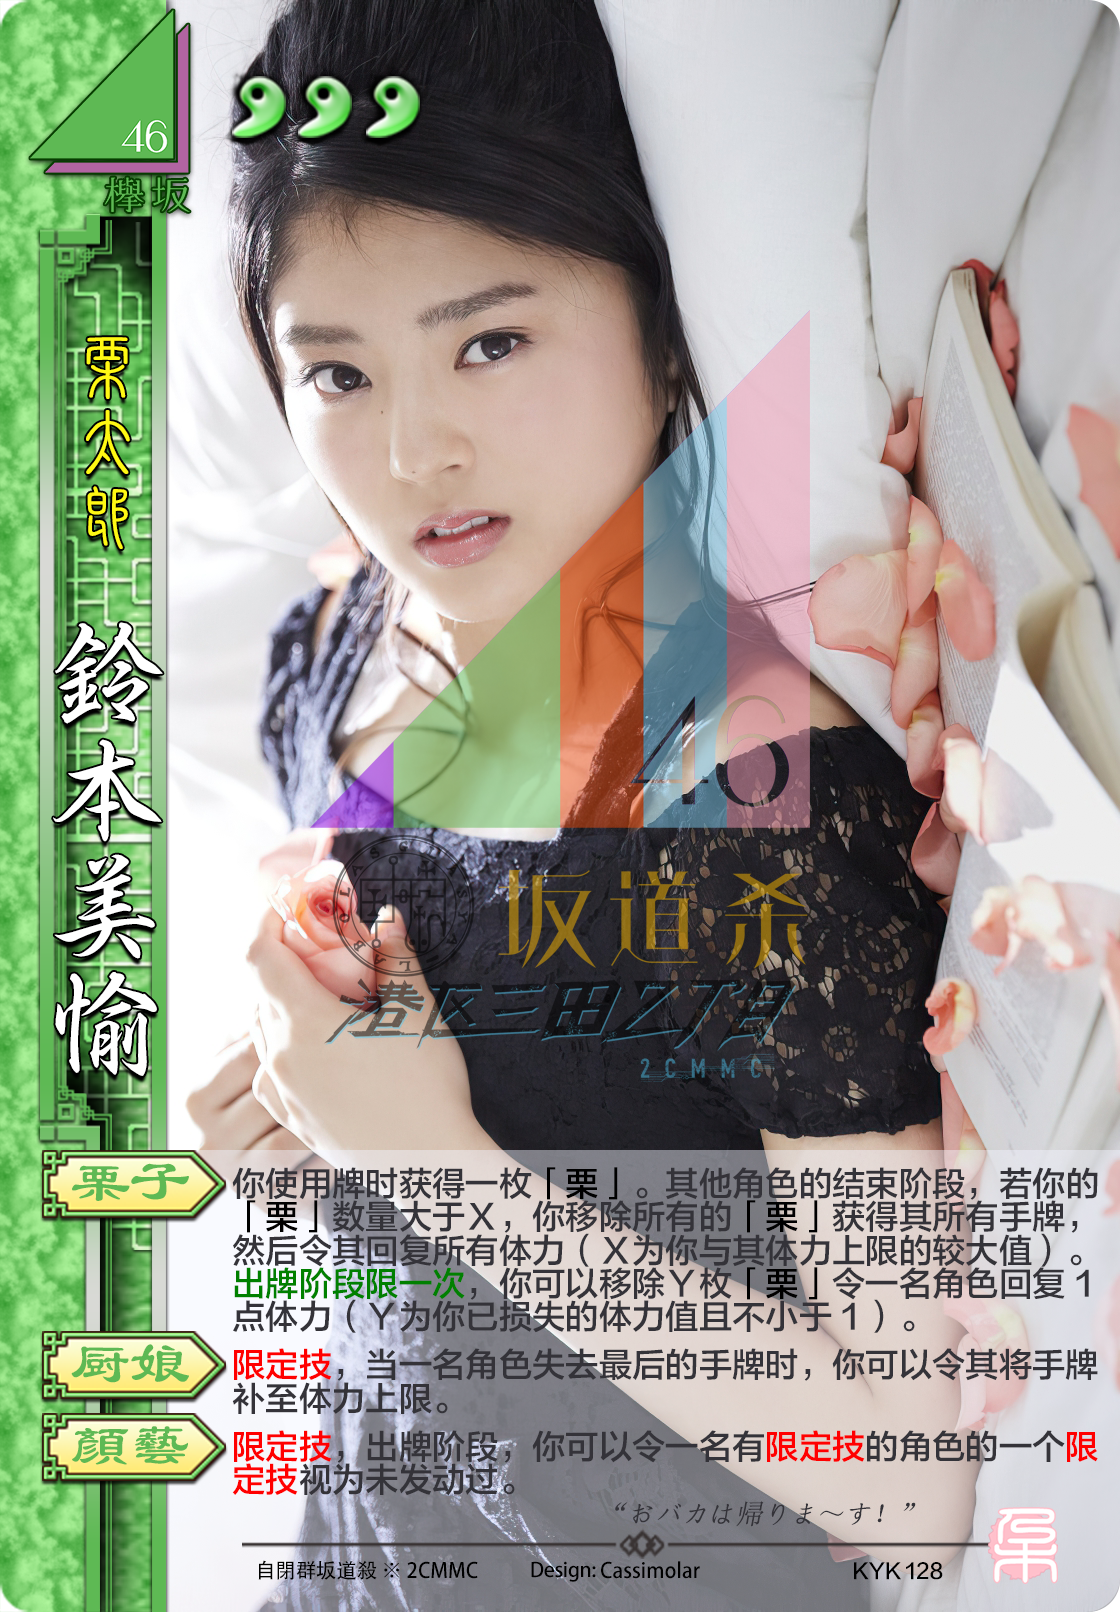 46
欅坂
栗太郎
鈴本美愉
46
坂道杀
港区三田乙丁目
2CMMC
栗子
你使用牌时获得一枚「栗」。其他角色的结束阶段，若你的
「栗」数量大于X，你移除所有的「栗」获得其所有手牌，
然后令其回复所有体力（X为你与其体力上限的较大值）。
出牌阶段限一次，你可以移除Y枚「栗」令一名角色回复1
点体力（Y为你已损失的体力值且不小于1）。
厨娘
限定技，当一名角色失去最后的手牌时，你可以令其将手牌
补至体力上限。
顔藝
限定技，出牌阶段，你可以令一名有限定技的角色的一个限
定技视为未发动过。
“おバカは帰りま～す！”
自閉群坂道殺 ※ 2CMMC
Design: Cassimolar
KYK 128